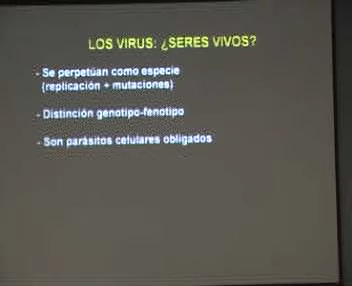 LOS VIRUS: ¿SERES VIVOS?
- Se perpetúan como especie
(replicación + mutaciones)
- Distinción genotipo-fenotipo
- Son parásitos celulares obligados